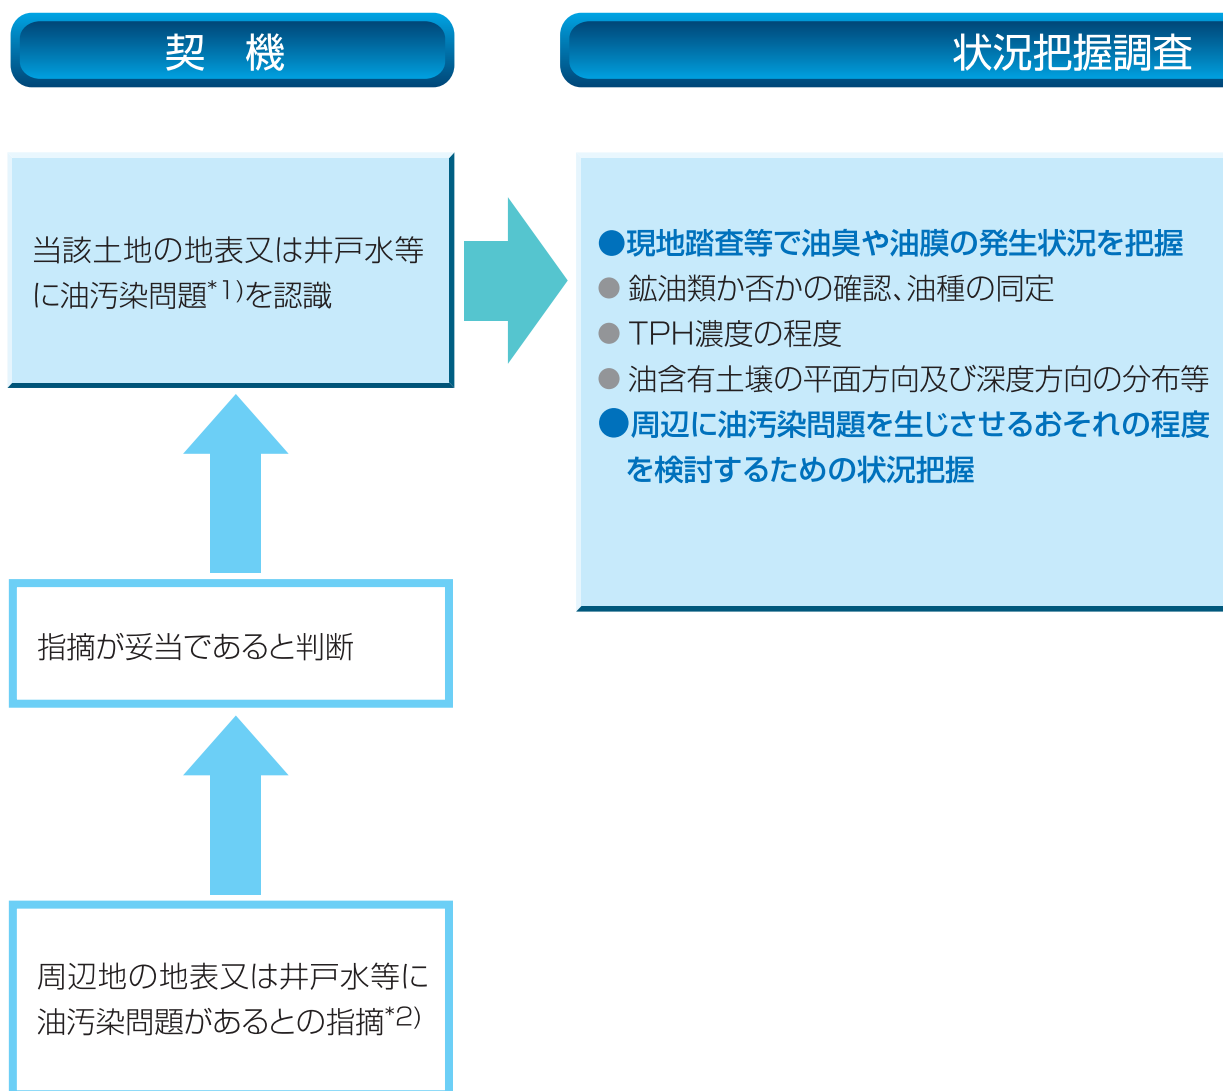 契 機
状況把握調査
当該土地の地表又は井戸水等
に油汚染問題*1)を認識
●現地踏査等で油臭や油膜の発生状況を把握
● 鉱油類か否かの確認、油種の同定
● TPH濃度の程度
● 油含有土壌の平面方向及び深度方向の分布等
●周辺に油汚染問題を生じさせるおそれの程度
を検討するための状況把握
指摘が妥当であると判断
周辺地の地表又は井戸水等に
油汚染問題があるとの指摘*2)